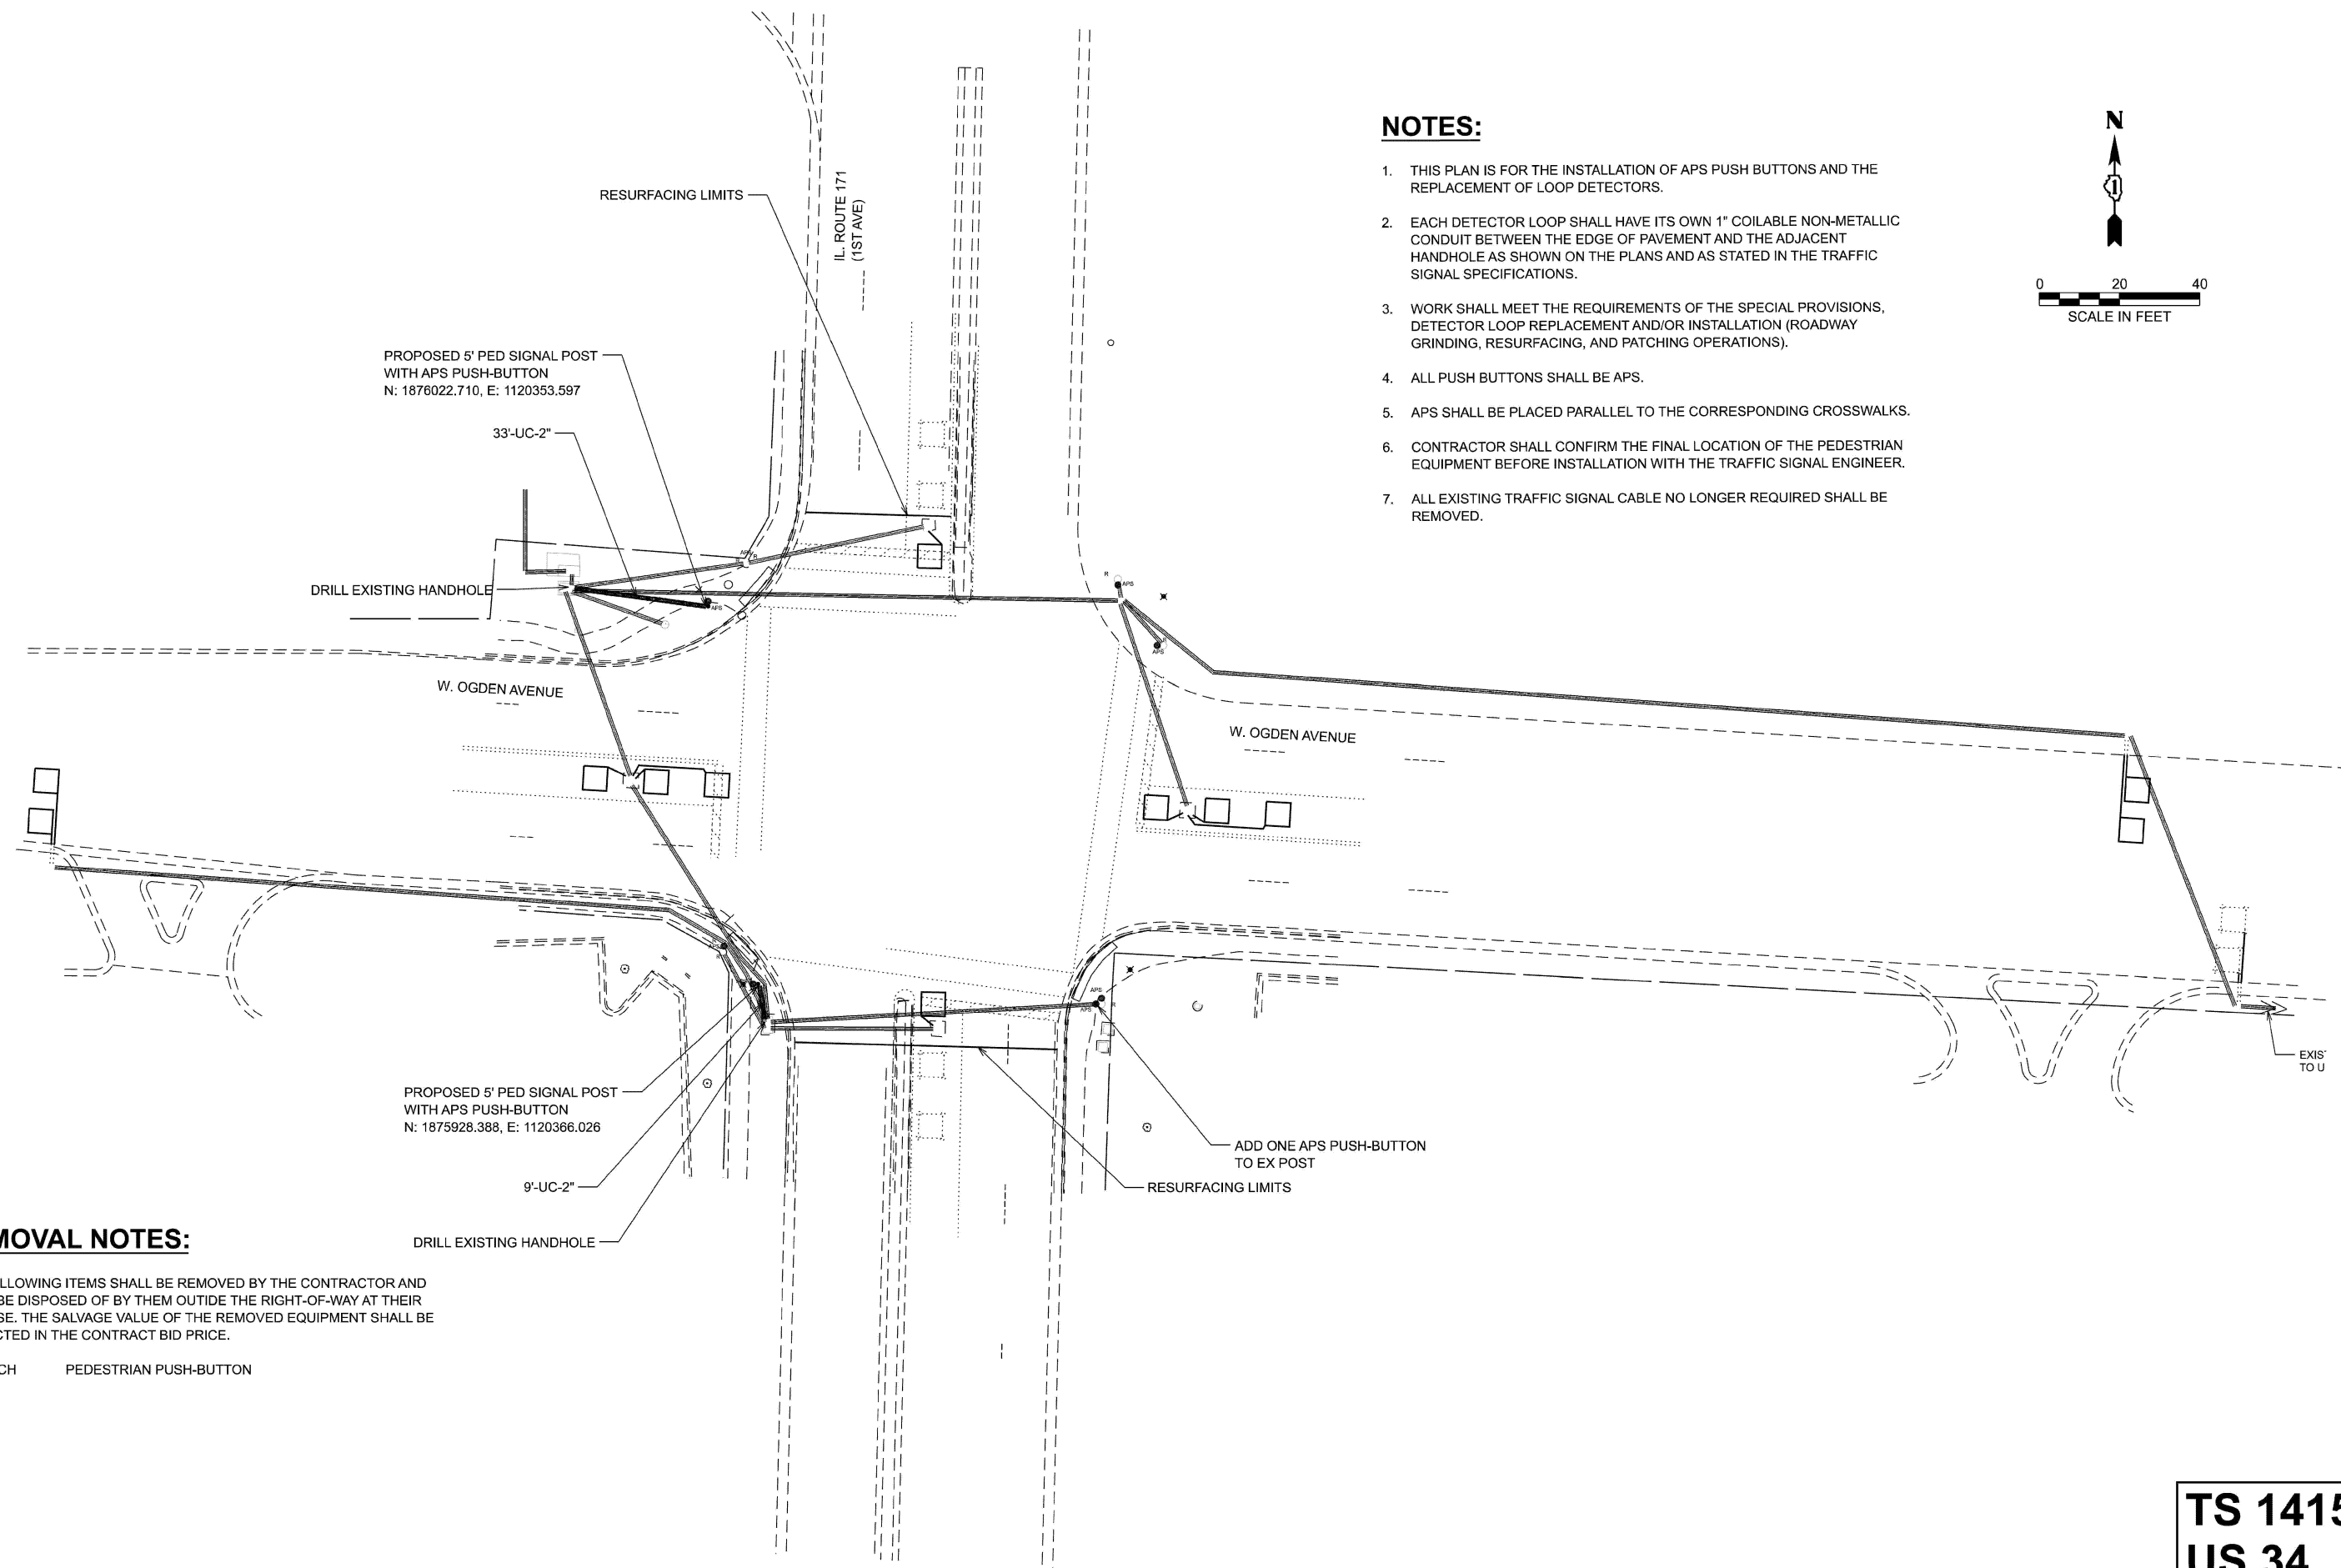 NOTES:
1. THIS PLAN IS FOR THE INSTALLATION OF APS PUSH BUTTONS AND THE
REPLACEMENT OF LOOP DETECTORS.
2. EACH DETECTOR LOOP SHALL HAVE ITS OWN 1" COILABLE NON-METALLIC
CONDUIT BETWEEN THE EDGE OF PAVEMENT AND THE ADJACENT
HANDHOLE AS SHOWN ON THE PLANS AND AS STATED IN THE TRAFFIC
SIGNAL SPECIFICATIONS.
3. WORK SHALL MEET THE REQUIREMENTS OF THE SPECIAL PROVISIONS,
DETECTOR LOOP REPLACEMENT AND/OR INSTALLATION (ROADWAY
GRINDING, RESURFACING, AND PATCHING OPERATIONS).
4. ALL PUSH BUTTONS SHALL BE APS.
5. APS SHALL BE PLACED PARALLEL TO THE CORRESPONDING CROSSWALKS.
6. CONTRACTOR SHALL CONFIRM THE FINAL LOCATION OF THE PEDESTRIAN
EQUIPMENT BEFORE INSTALLATION WITH THE TRAFFIC SIGNAL ENGINEER.
7. ALL EXISTING TRAFFIC SIGNAL CABLE NO LONGER REQUIRED SHALL BE
REMOVED.
N
1
0 20 40
SCALE IN FEET
RESURFACING LIMITS
IL. ROUTE 171
(1ST AVE)
PROPOSED 5' PED SIGNAL POST
WITH APS PUSH-BUTTON
N: 1876022.710, E: 1120353.597
33'-UC-2"
APS
R
DRILL EXISTING HANDHOLE
APS
R
APS
R
APS
W. OGDEN AVENUE
W. OGDEN AVENUE
APS
R
APS
R
APS
EXIST
TO U
PROPOSED 5' PED SIGNAL POST
WITH APS PUSH-BUTTON
N: 1875928.388, E: 1120366.026
ADD ONE APS PUSH-BUTTON
TO EX POST
9'-UC-2"
RESURFACING LIMITS
DRILL EXISTING HANDHOLE
MOVAL NOTES:
LLOWING ITEMS SHALL BE REMOVED BY THE CONTRACTOR AND
BE DISPOSED OF BY THEM OUTIDE THE RIGHT-OF-WAY AT THEIR
SE. THE SALVAGE VALUE OF THE REMOVED EQUIPMENT SHALL BE
CTED IN THE CONTRACT BID PRICE.
CH PEDESTRIAN PUSH-BUTTON
TS 1415
US 34